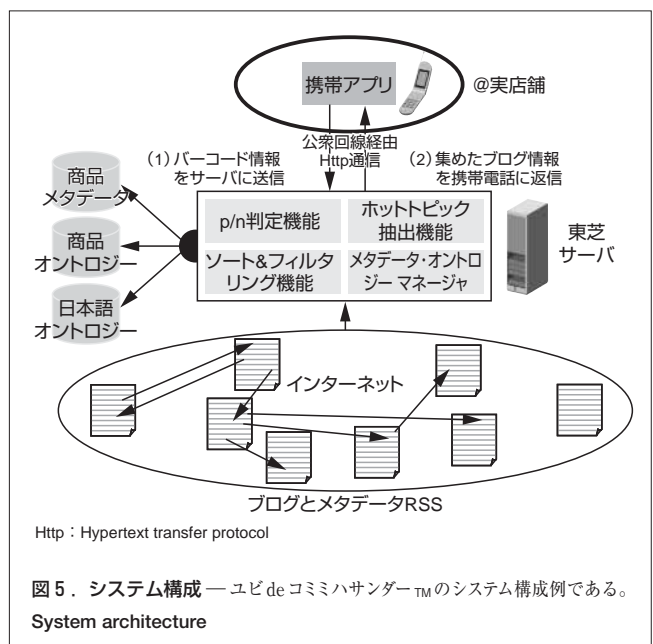 携帯アプリ
@実店舗
公衆回線経由
Http通信
(1)バーコード情報
をサーバに送信
(2)集めたブログ情報
を携帯電話に返信
商品
メタデータ
商品
オントロジー
日本語
オントロジー
p/n判定機能
ホットトピック
抽出機能
ソート&フィルタ
リング機能
メタデータ・オントロ
ジー マネージャ
東芝
サーバ
インターネット
ブログとメタデータRSS
Http:Hypertext transfer protocol
図5.システム構成―ユビdeコミミハサンダー™のシステム構成例である。
System architecture